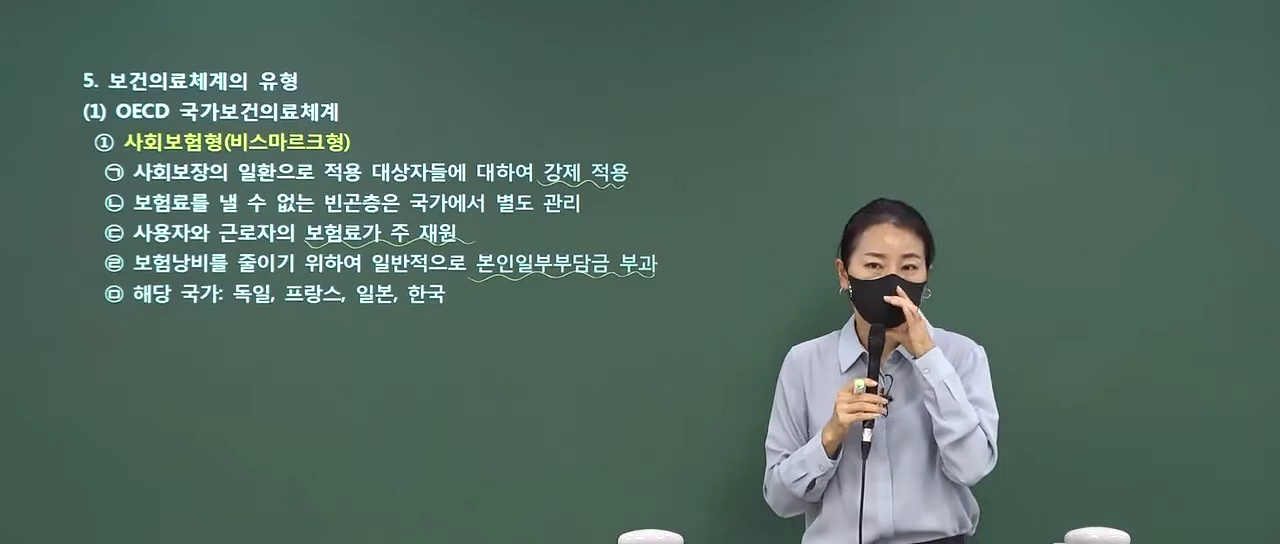 5. 보건의료체계의 유형
(1) OECD 국가보건의료체계
① 사회보험형(비스마르크형)
㉠ 사회보장의 일환으로 적용 대상자들에 대하여 강제 적용
㉡ 보험료를 낼 수 없는 빈곤층은 국가에서 별도 관리
㉢ 사용자와 근로자의 보험료가 주 재원
㉣ 보험낭비를 줄이기 위하여 일반적으로 본인일부부담금 부과
㉤ 해당 국가: 독일, 프랑스, 일본, 한국